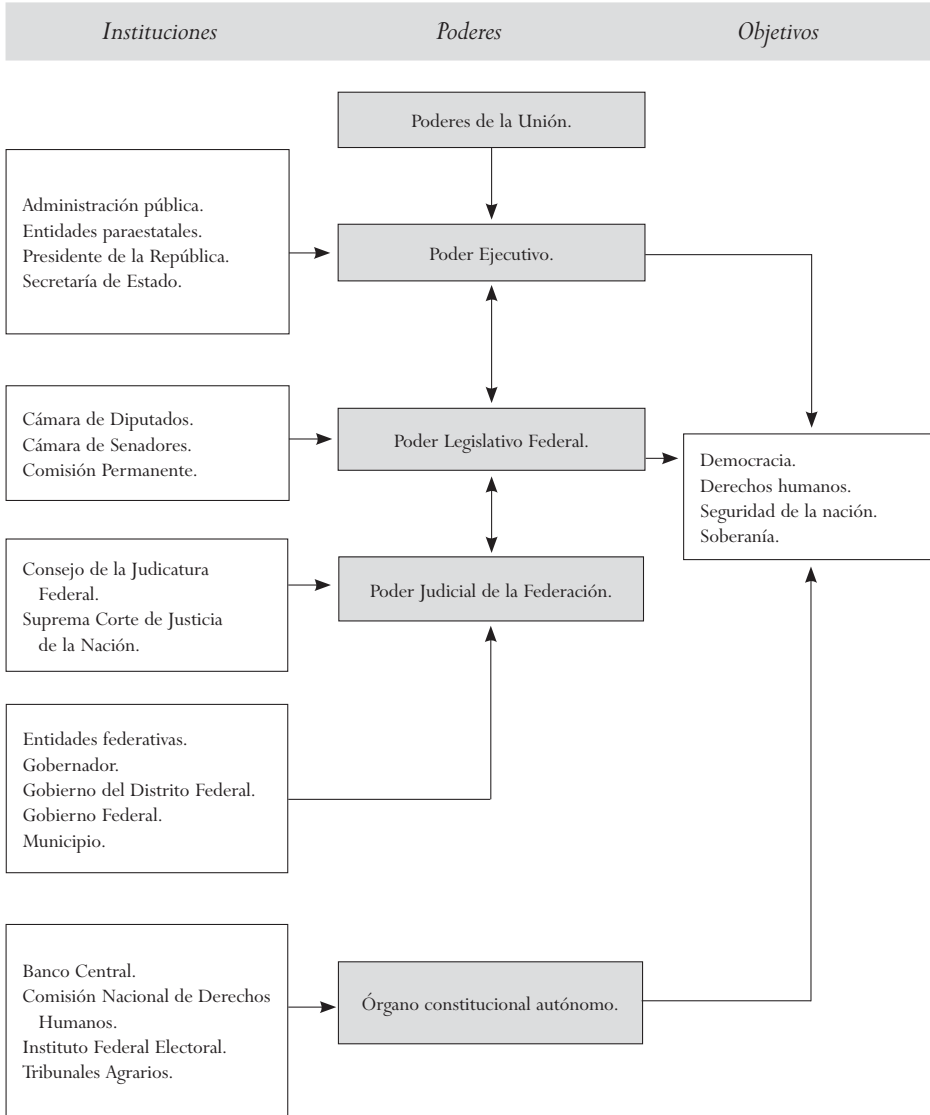 Instituciones Poderes Objetivos
Poderes de la Unión.
Administración pública.
Entidades paraestatales.
Presidente de la República.
Secretaría de Estado.
Poder Ejecutivo.
Cámara de Diputados.
Cámara de Senadores.
Comisión Permanente.
Poder Legislativo Federal.
Democracia.
Derechos humanos.
Seguridad de la nación.
Soberanía.
Consejo de la Judicatura
Federal.
Suprema Corte de Justicia
de la Nación.
Poder Judicial de la Federación.
Entidades federativas.
Gobernador.
Gobierno del Distrito Federal.
Gobierno Federal.
Municipio.
Banco Central.
Comisión Nacional de Derechos
Humanos.
Instituto Federal Electoral.
Tribunales Agrarios.
Órgano constitucional autónomo.